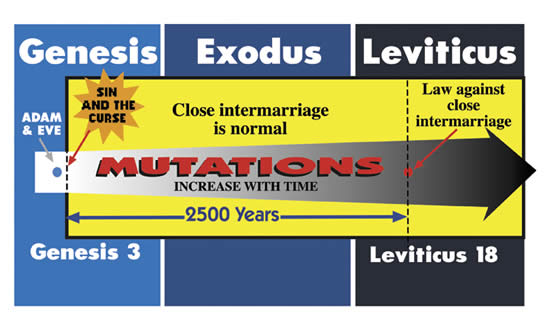 Genesis
Exodus
Leviticus
SIN
AND THE
CURSE
ADAM
& EVE
Close intermarriage
is normal
Law against
close
intermarriage
MUTATIONS
INCREASE WITH TIME
2500 Years
Genesis 3
Leviticus 18